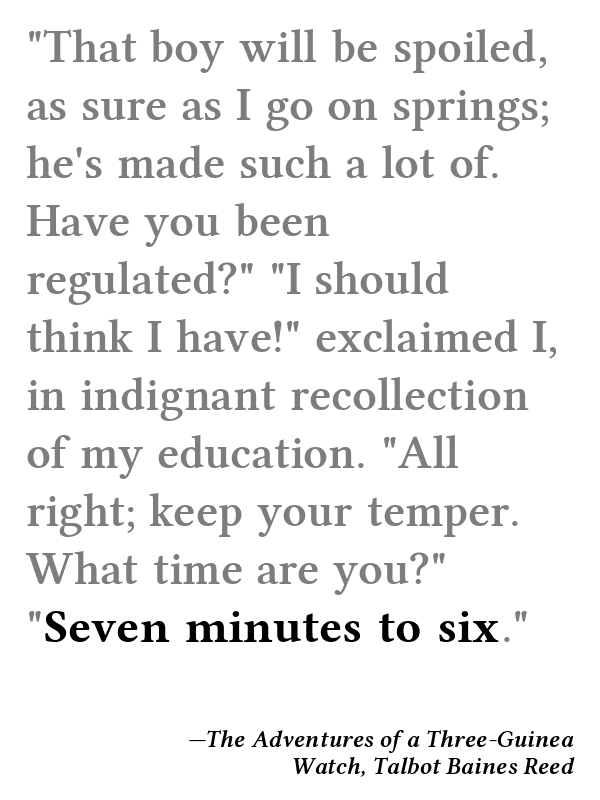 "That boy will be spoiled,
as sure as I go on springs;
he's made such a lot of.
Have you been
regulated?" "I should
think I have!" exclaimed I,
in indignant recollection
of my education. "All
right; keep your temper.
What time are you?"
"Seven minutes to six."
—The Adventures of a Three-Guinea
Watch, Talbot Baines Reed